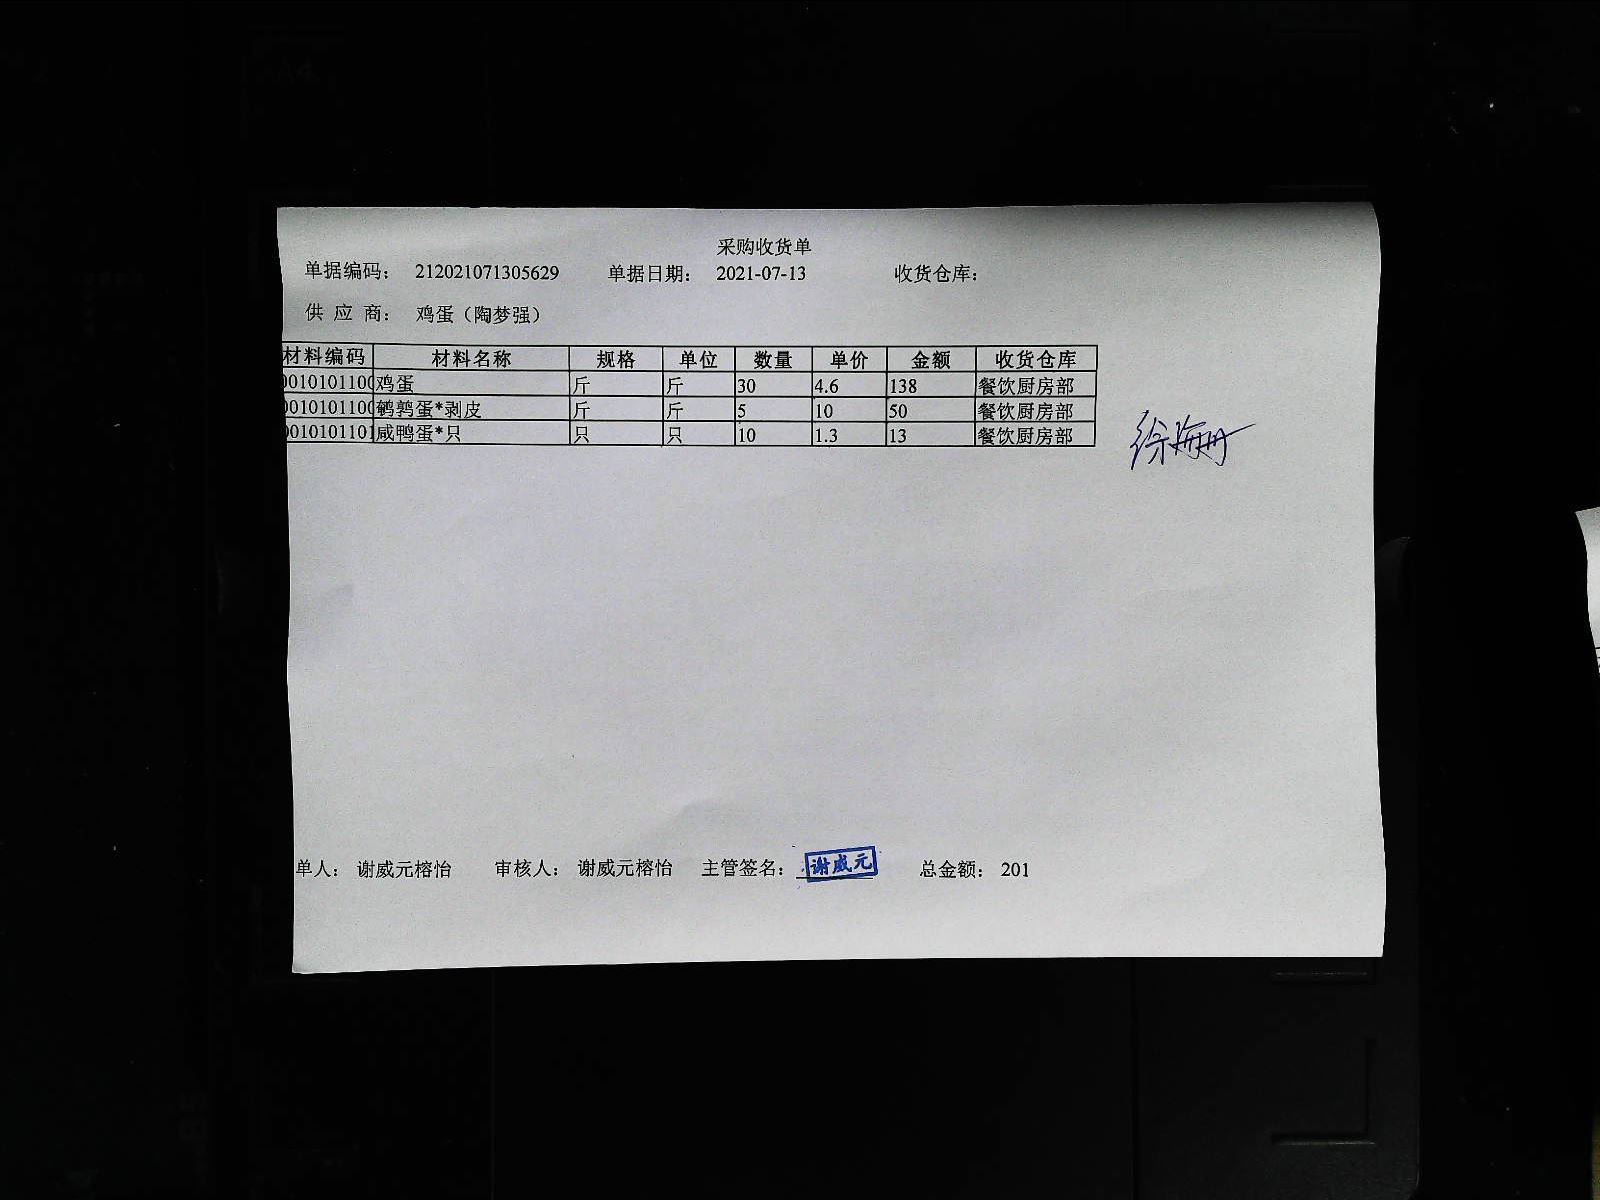 采购收货单
单据编码： 212021071305629 单据日期： 2021-07-13 收货仓库：
供 应 商： 鸡蛋（陶梦强）
材料编码 材料名称 规格 单位 数量 单价 金额 收货仓库
0010101100 鸡蛋 斤 斤 30 4.6 138 餐饮厨房部
0010101100 鹌鹑蛋*剥皮 斤 斤 5 10 50 餐饮厨房部
0010101101 咸鸭蛋*只 只 只 10 1.3 13 餐饮厨房部
徐海珊
单人： 谢威元榕怡 审核人： 谢威元榕怡 主管签名： 谢威元 总金额： 201